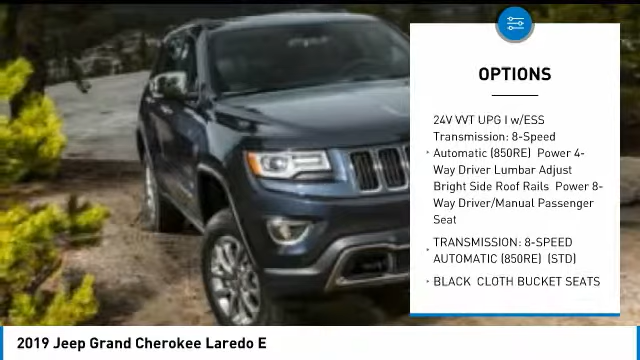 OPTIONS
24V VVT UPG I w/ESS
Transmission: 8-Speed
Automatic (850RE)  Power 4-
Way Driver Lumbar Adjust
Bright Side Roof Rails  Power 8-
Way Driver/Manual Passenger
Seat
TRANSMISSION: 8-SPEED
AUTOMATIC (850RE)  (STD)
BLACK  CLOTH BUCKET SEATS
2019 Jeep Grand Cherokee Laredo E